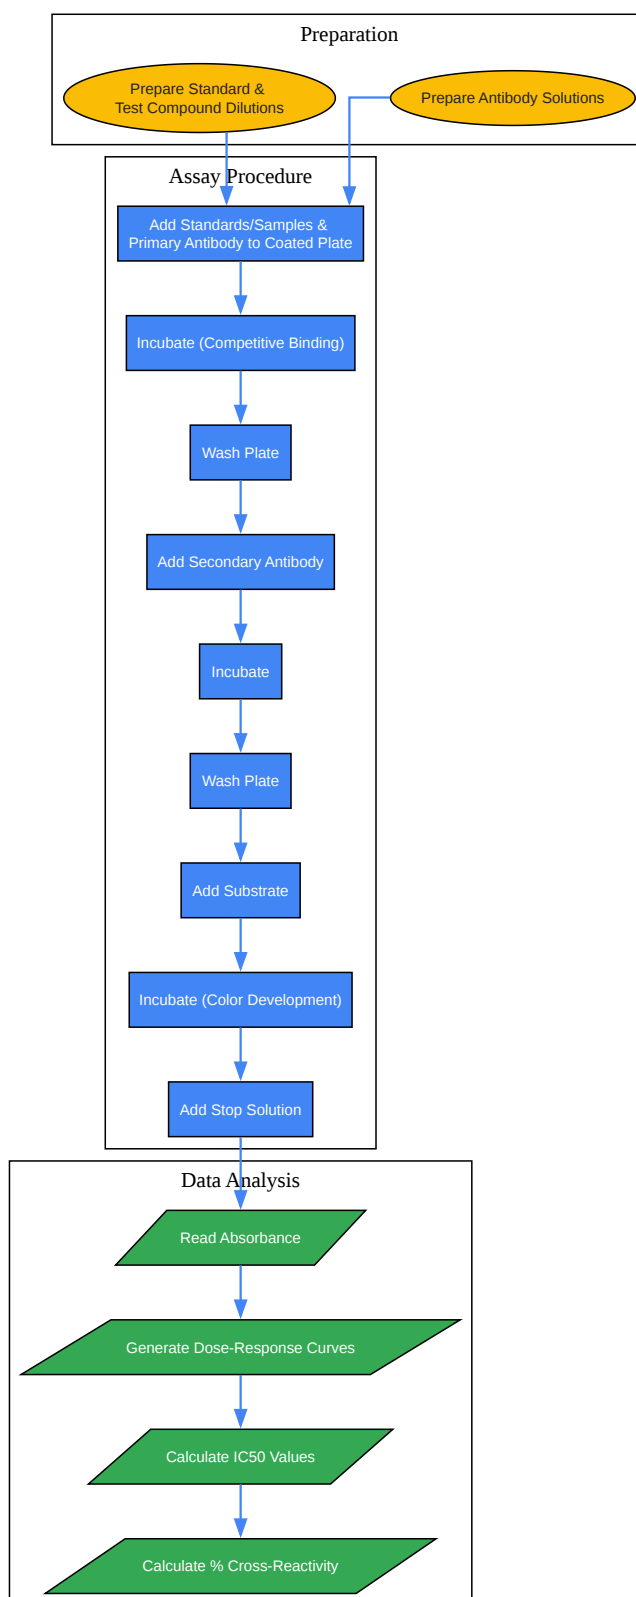 Preparation
Prepare Standard &
Test Compound Dilutions
Prepare Antibody Solutions
Assay Procedure
Add Standards/Samples &
Primary Antibody to Coated Plate
Incubate (Competitive Binding)
Wash Plate
Add Secondary Antibody
Incubate
Wash Plate
Add Substrate
Incubate (Color Development)
Add Stop Solution
Data Analysis
Read Absorbance
Generate Dose-Response Curves
Calculate IC50 Values
Calculate % Cross-Reactivity